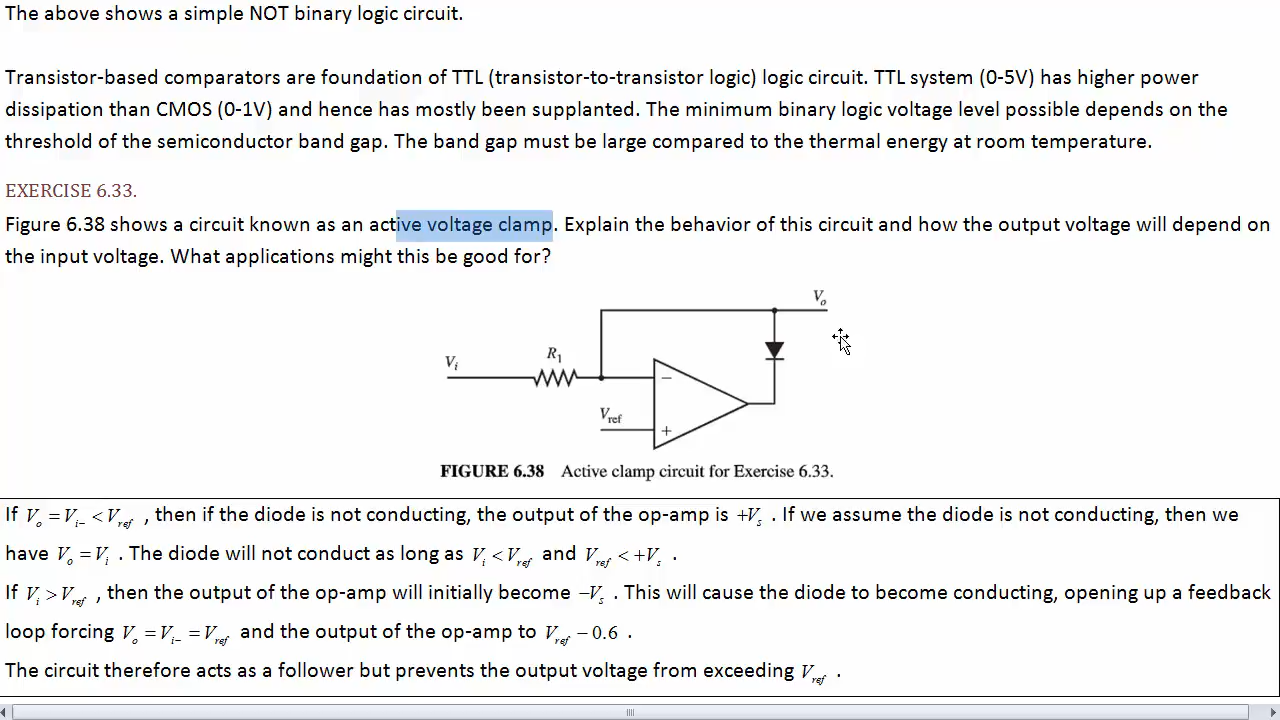 The above shows a simple NOT binary logic circuit.
Transistor-based comparators are foundation of TTL (transistor-to-transistor logic) logic circuit. TTL system (0-5V) has higher power
dissipation than CMOS (0-1V) and hence has mostly been supplanted. The minimum binary logic voltage level possible depends on the
threshold of the semiconductor band gap. The band gap must be large compared to the thermal energy at room temperature.
EXERCISE 6.33.
Figure 6.38 shows a circuit known as an active voltage clamp. Explain the behavior of this circuit and how the output voltage will depend on
the input voltage. What applications might this be good for?
Vo
R1
Vi
−
Vref
+
FIGURE 6.38 Active clamp circuit for Exercise 6.33.
If Vo = Vi− < Vref , then if the diode is not conducting, the output of the op-amp is +Vs . If we assume the diode is not conducting, then we
have Vo = Vi . The diode will not conduct as long as Vi < Vref and Vref < +Vs .
If Vi > Vref , then the output of the op-amp will initially become −Vs . This will cause the diode to become conducting, opening up a feedback
loop forcing Vo = Vi− = Vref and the output of the op-amp to Vref − 0.6 .
The circuit therefore acts as a follower but prevents the output voltage from exceeding Vref .